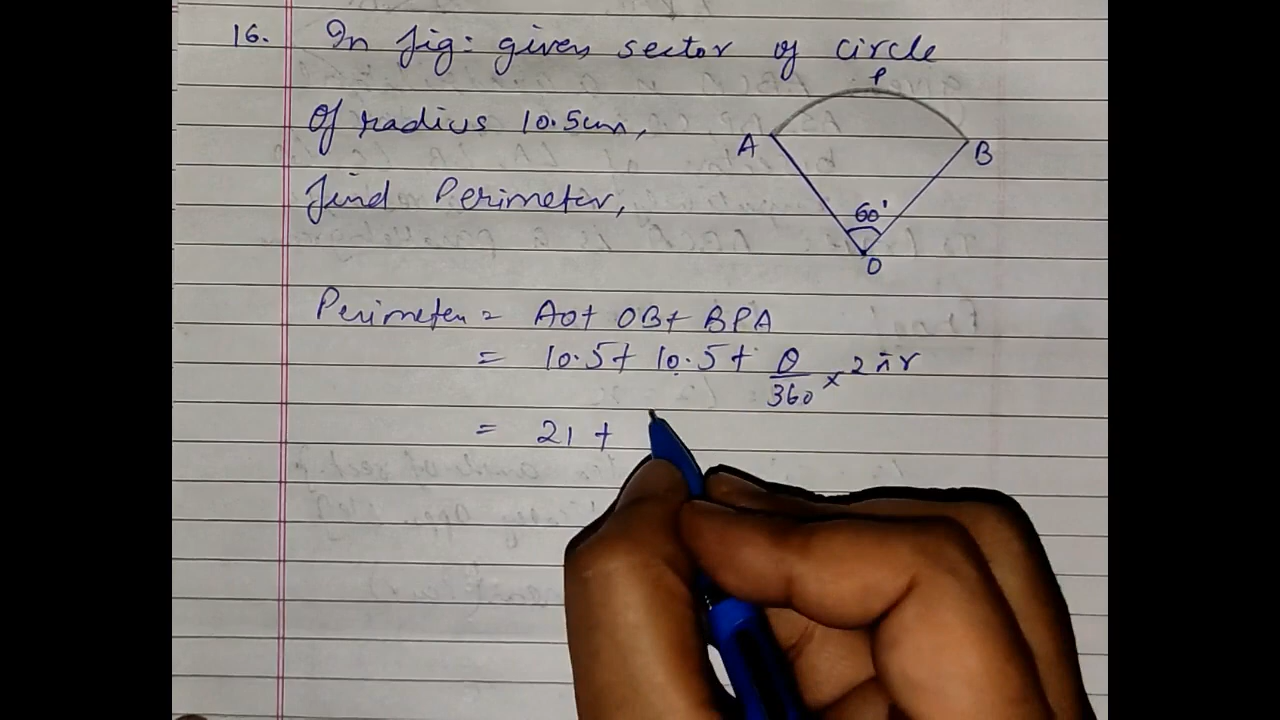 16. In fig: given sector of circle
of radius 10.5cm,
find Perimeter,
P
A
B
60°
O
Perimeter = AO+ OB+ BPA
= 10.5+ 10.5+ θ/360 × 2πr
= 21 +